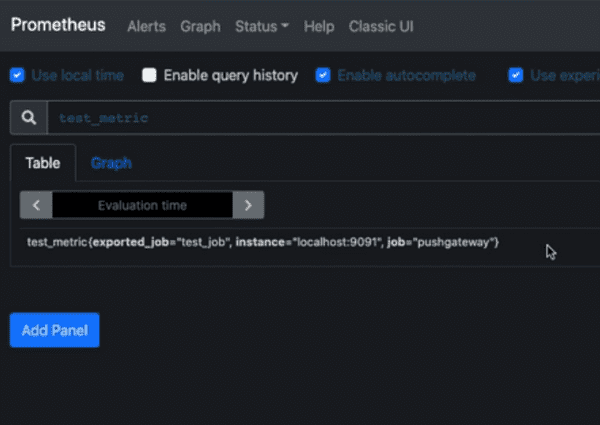 Prometheus Alerts Graph Status Help Classic UI
Use local time Enable query history Enable autocomplete Use experi
test_metric
Table Graph
Evaluation time
test_metric{exported_job="test_job", instance="localhost:9091", job="pushgateway"}
Add Panel